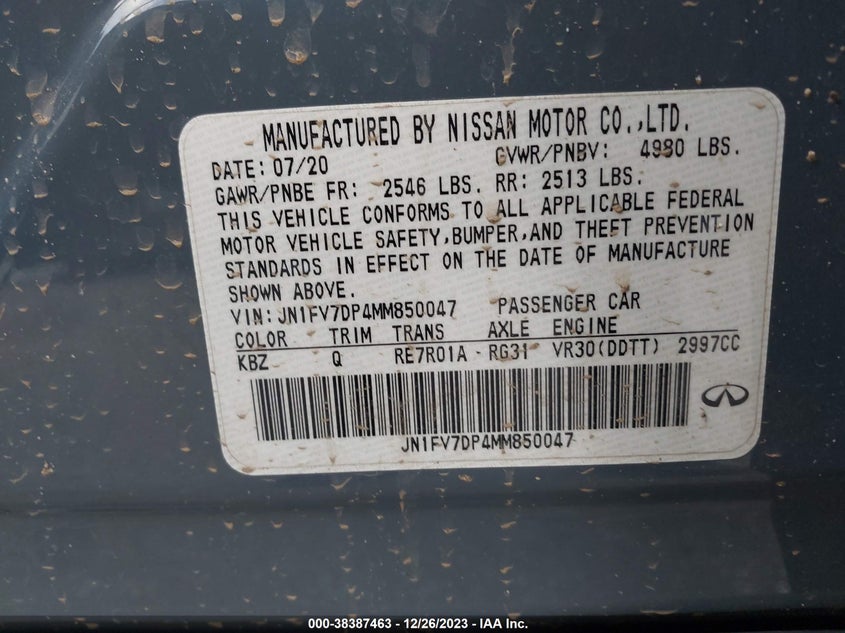 MANUFACTURED BY NISSAN MOTOR CO.,LTD.
DATE: 07/20 GVWR/PNBV: 4980 LBS.
GAWR/PNBE FR: 2546 LBS. RR: 2513 LBS.
THIS VEHICLE CONFORMS TO ALL APPLICABLE FEDERAL
MOTOR VEHICLE SAFETY,BUMPER,AND THEFT PREVENTION
STANDARDS IN EFFECT ON THE DATE OF MANUFACTURE
SHOWN ABOVE.
VIN:JN1FV7DP4MM850047 PASSENGER CAR
COLOR TRIM TRANS AXLE ENGINE
KBZ Q RE7R01A - RG31 VR30(DDTT) 2997CC
JN1FV7DP4MM850047
000-38387463 - 12/26/2023 - IAA Inc.